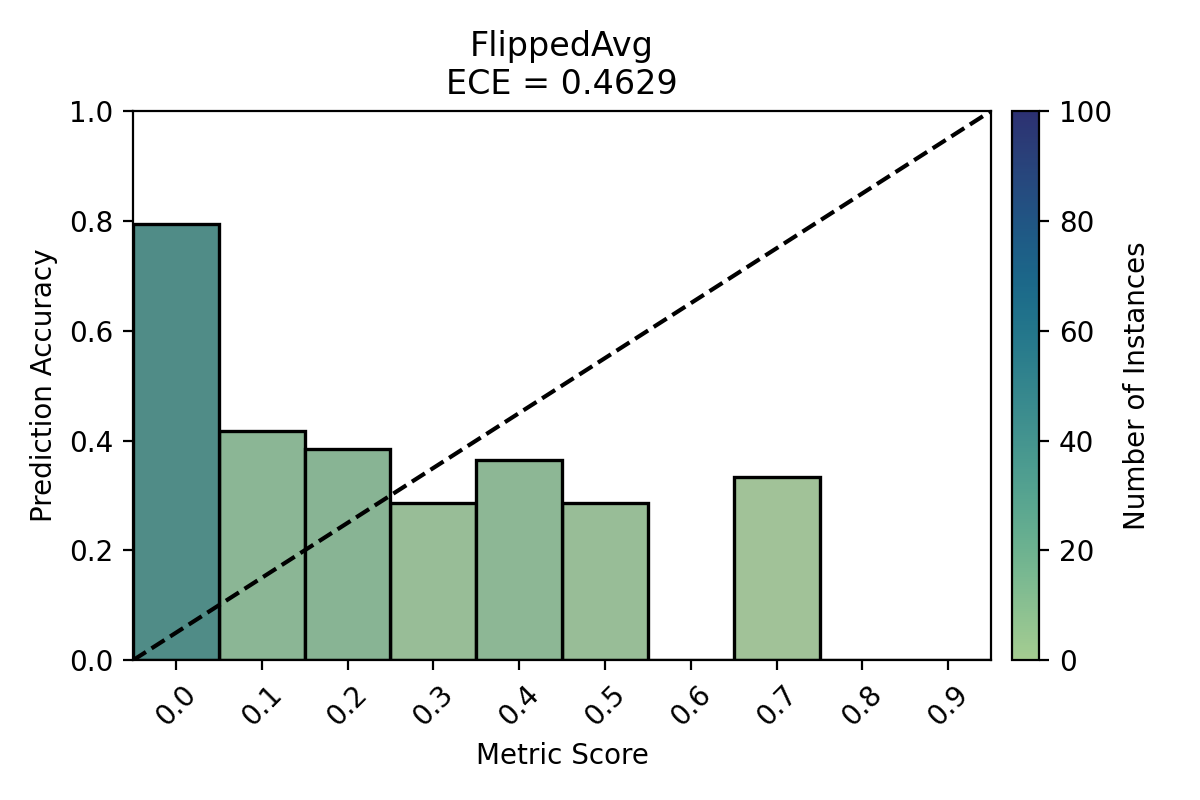 FlippedAvg
ECE = 0.4629
1.0
0.8
0.6
0.4
0.2
0.0
Prediction Accuracy
0.0 0.1 0.2 0.3 0.4 0.5 0.6 0.7 0.8 0.9
Metric Score
100
80
60
40
20
0
Number of Instances